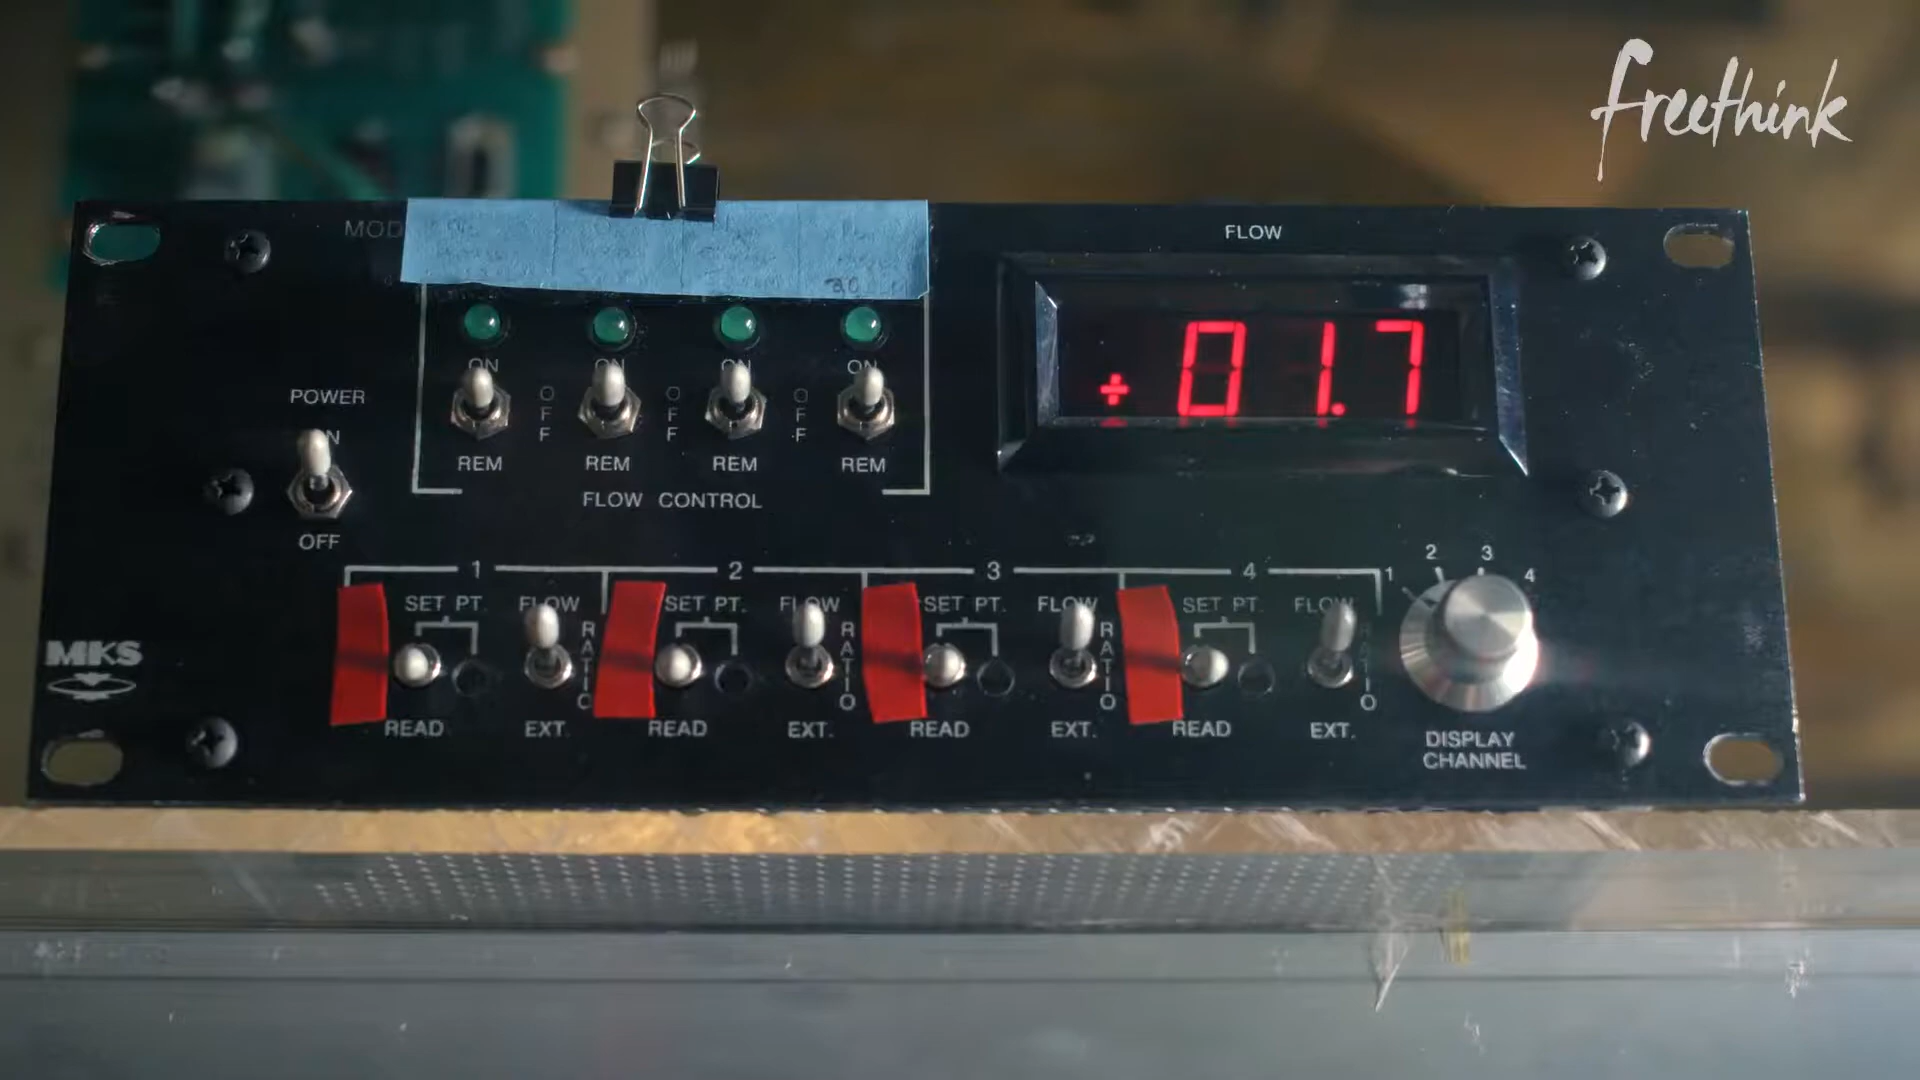 freethink
MOD
FLOW
01.7
ON ON ON ON
OFF OFF OFF
POWER
REM REM REM REM
FLOW CONTROL
OFF
1 2 3 4
SET PT. FLOW SET PT. FLOW SET PT. FLOW SET PT. FLOW
RATIO RATIO RATIO RATIO
READ EXT. READ EXT. READ EXT. READ EXT.
MKS
1 2 3 4
DISPLAY
CHANNEL